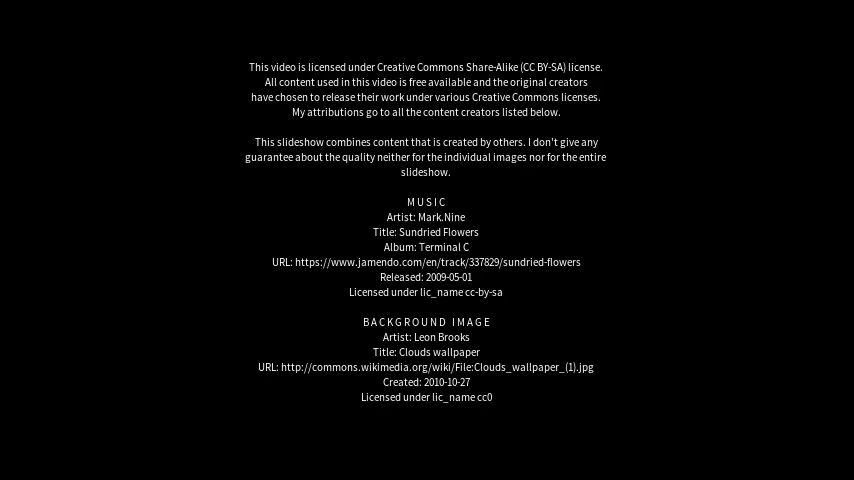 This video is licensed under Creative Commons Share-Alike (CC BY-SA) license.
All content used in this video is free available and the original creators
have chosen to release their work under various Creative Commons licenses.
My attributions go to all the content creators listed below.
This slideshow combines content that is created by others. I don't give any
guarantee about the quality neither for the individual images nor for the entire
slideshow.
MUSIC
Artist: Mark.Nine
Title: Sundried Flowers
Album: Terminal C
URL: https://www.jamendo.com/en/track/337829/sundried-flowers
Released: 2009-05-01
Licensed under lic_name cc-by-sa
BACKGROUND IMAGE
Artist: Leon Brooks
Title: Clouds wallpaper
URL: http://commons.wikimedia.org/wiki/File:Clouds_wallpaper_(1).jpg
Created: 2010-10-27
Licensed under lic_name cc0